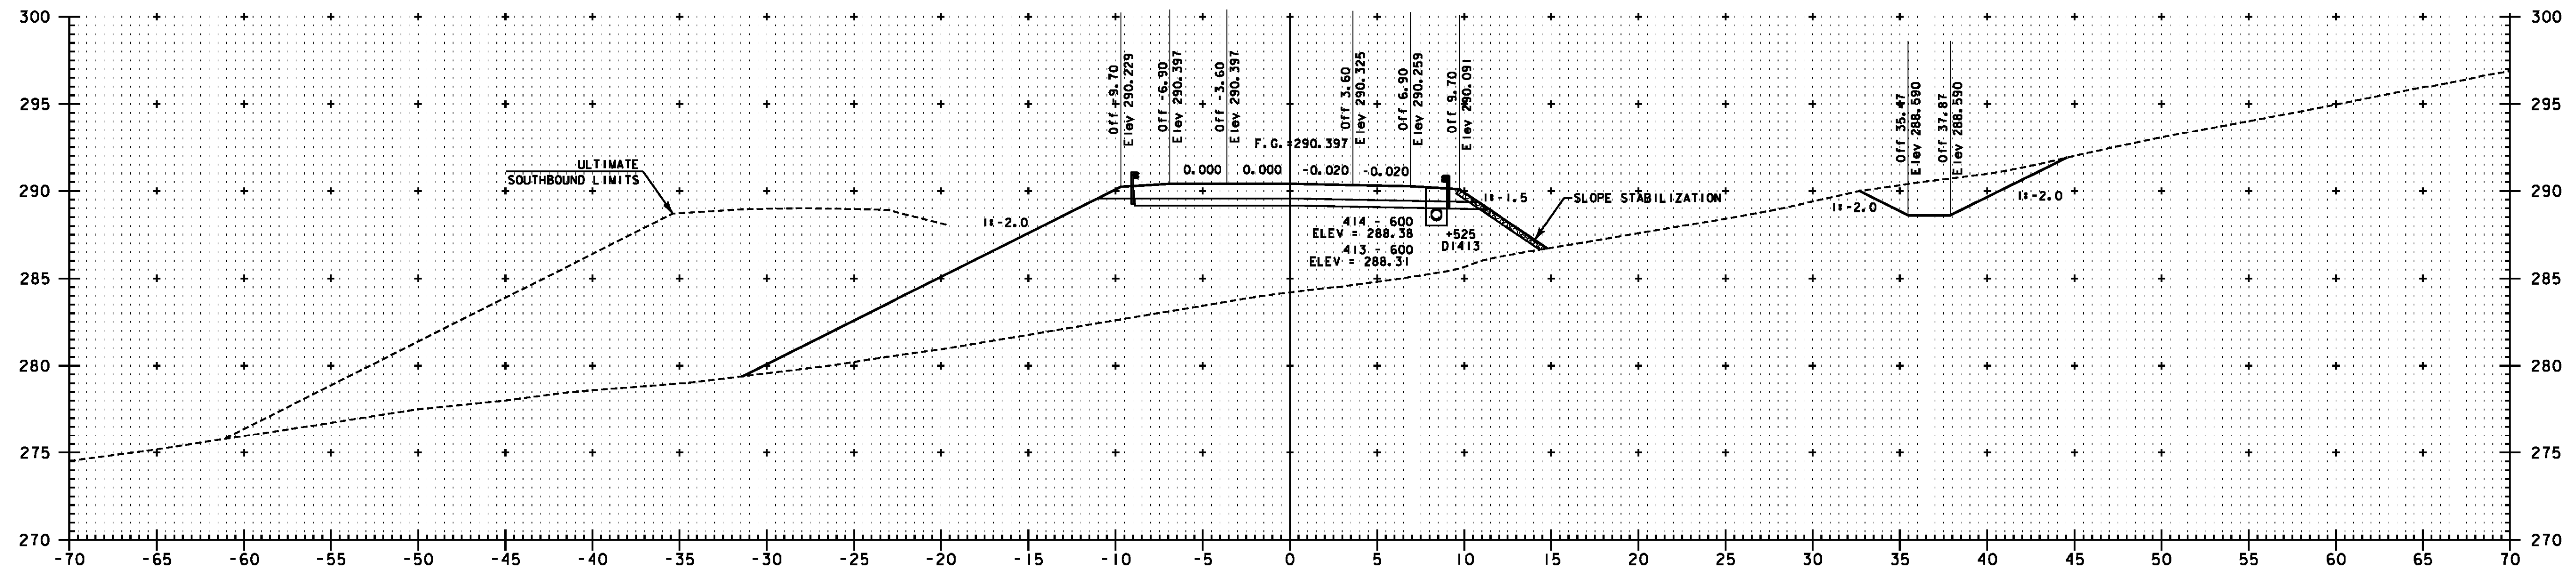 300
300
295
295
290
290
285
285
280
280
275
275
270
270
Off -9.70
Elev 290.229
Off -6.90
Elev 290.397
Off -3.60
Elev 290.397
Off 3.60
Elev 290.325
Off 6.90
Elev 290.259
Off 9.70
Elev 290.091
Off 35.47
Elev 288.590
Off 37.87
Elev 288.590
F.G.=290.397
0.000 0.000 -0.020 -0.020
ULTIMATE
SOUTHBOUND LIMITS
1:-2.0
1:-1.5
SLOPE STABILIZATION
1:-2.0
1:-2.0
414 - 600
ELEV = 288.38
413 - 600
ELEV = 288.31
+525
D1413
-70 -65 -60 -55 -50 -45 -40 -35 -30 -25 -20 -15 -10 -5 0 5 10 15 20 25 30 35 40 45 50 55 60 65 70